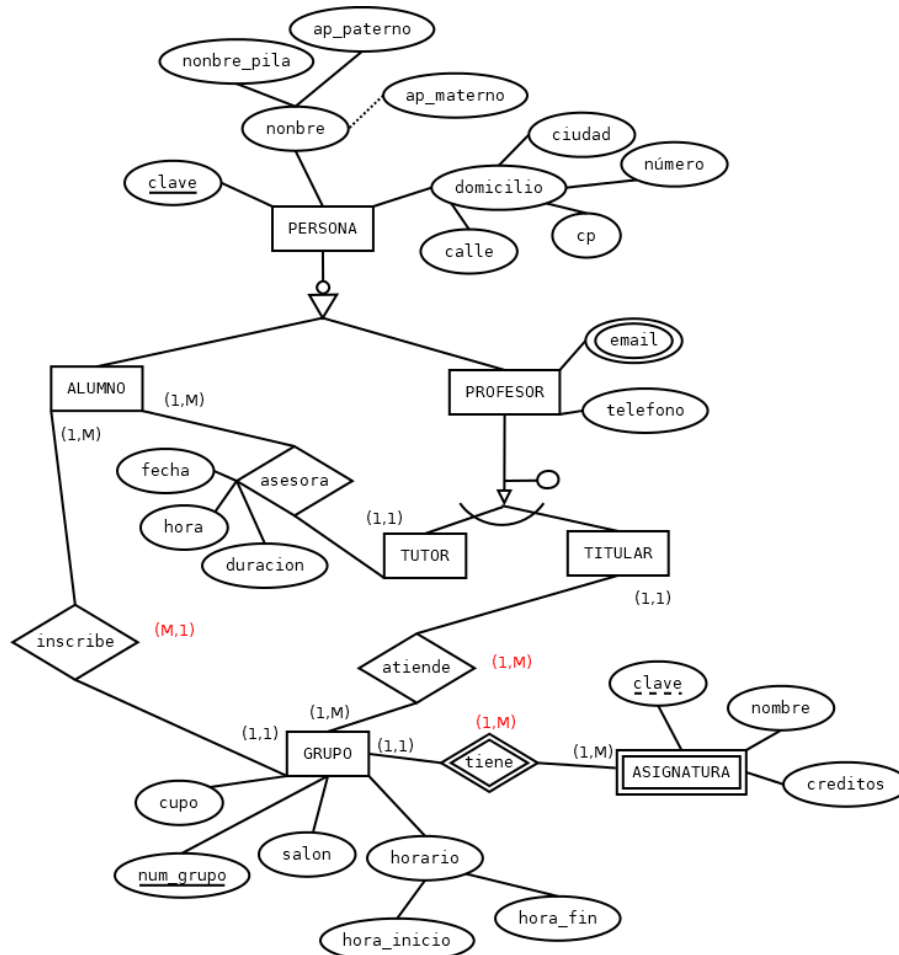 ap_paterno
nonbre_pila
ap_materno
nonbre
ciudad
número
clave
domicilio
PERSONA
calle
cp
email
ALUMNO
PROFESOR
(1,M)
telefono
(1,M)
fecha
asesora
hora
(1,1)
duracion
TUTOR
TITULAR
(1,1)
inscribe
(M,1)
atiende
(1,M)
clave
nombre
(1,M)
(1,M)
(1,1)
GRUPO
(1,1)
tiene
(1,M)
ASIGNATURA
creditos
cupo
salon
horario
num_grupo
hora_fin
hora_inicio